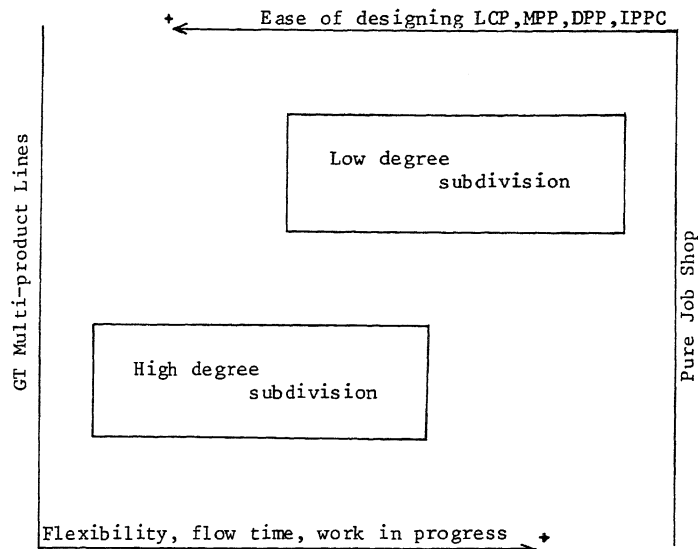 + Ease of designing LCP,MPP,DPP,IPPC
GT Multi-product Lines
Low degree
subdivision
Pure Job Shop
High degree
subdivision
Flexibility, flow time, work in progress +